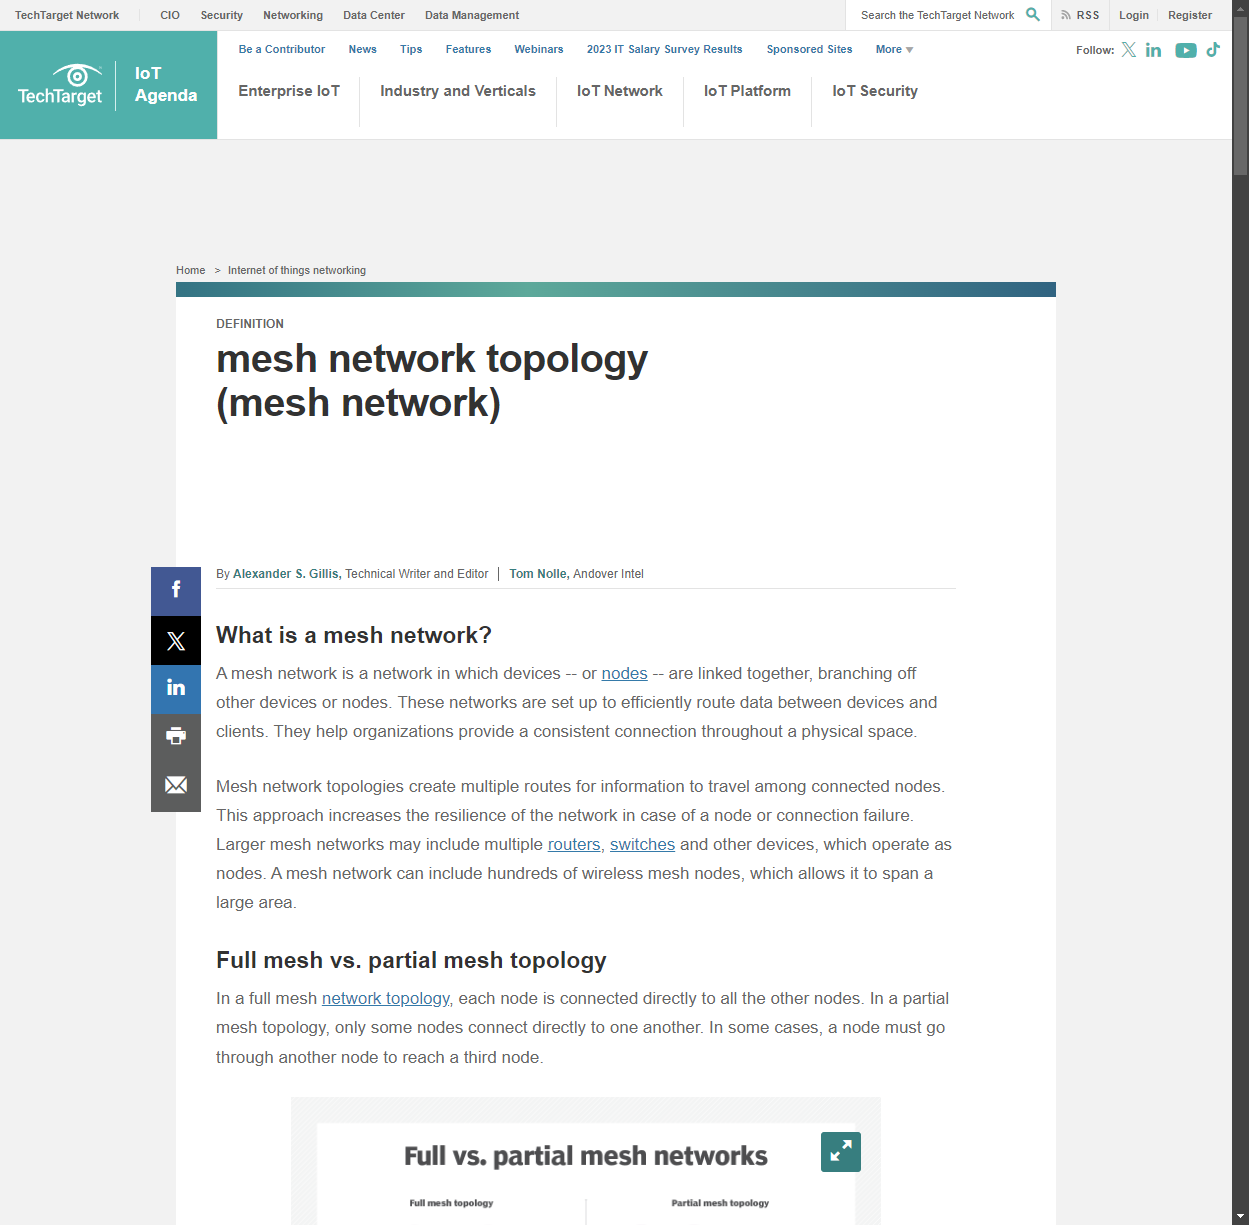 TechTarget Network
CIO
Security
Networking
Data Center
Data Management
Search the TechTarget Network
RSS
Login
Register
TechTarget
IoT
Agenda
Be a Contributor
News
Tips
Features
Webinars
2023 IT Salary Survey Results
Sponsored Sites
More
Follow:
Enterprise IoT
Industry and Verticals
IoT Network
IoT Platform
IoT Security
Home > Internet of things networking
DEFINITION
mesh network topology
(mesh network)
By Alexander S. Gillis, Technical Writer and Editor | Tom Nolle, Andover Intel
What is a mesh network?
A mesh network is a network in which devices -- or nodes -- are linked together, branching off
other devices or nodes. These networks are set up to efficiently route data between devices and
clients. They help organizations provide a consistent connection throughout a physical space.
Mesh network topologies create multiple routes for information to travel among connected nodes.
This approach increases the resilience of the network in case of a node or connection failure.
Larger mesh networks may include multiple routers, switches and other devices, which operate as
nodes. A mesh network can include hundreds of wireless mesh nodes, which allows it to span a
large area.
Full mesh vs. partial mesh topology
In a full mesh network topology, each node is connected directly to all the other nodes. In a partial
mesh topology, only some nodes connect directly to one another. In some cases, a node must go
through another node to reach a third node.
Full vs. partial mesh networks
Full mesh topology
Partial mesh topology